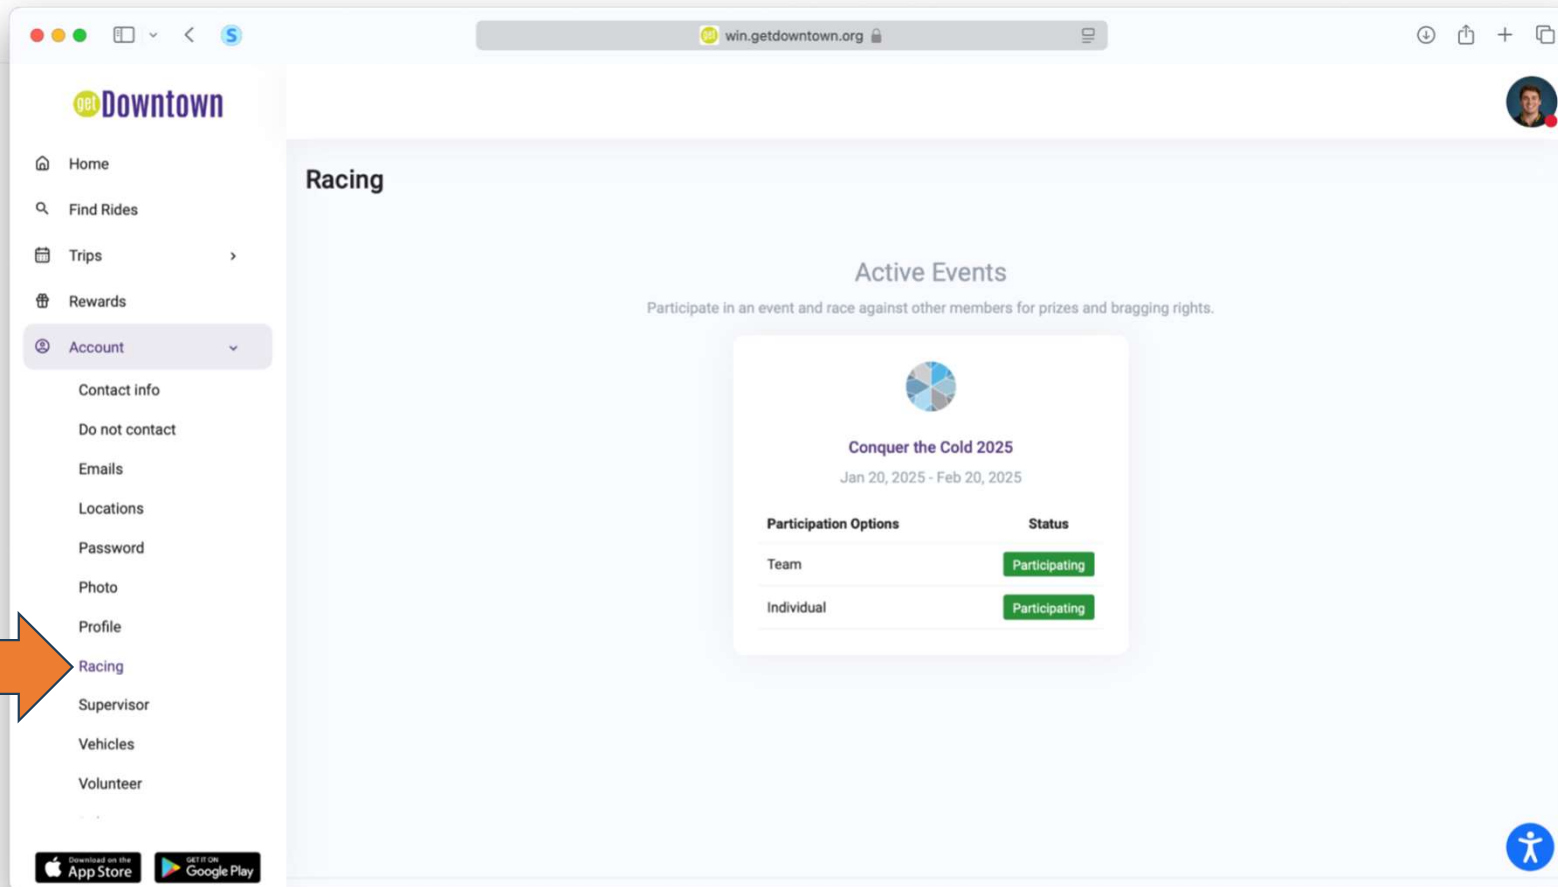 S
get win.getdowntown.org
get Downtown
Home
Find Rides
Trips
Rewards
Account
Contact info
Do not contact
Emails
Locations
Password
Photo
Profile
Racing
Supervisor
Vehicles
Volunteer
Download on the
App Store
GET IT ON
Google Play
Racing
Active Events
Participate in an event and race against other members for prizes and bragging rights.
Conquer the Cold 2025
Jan 20, 2025 - Feb 20, 2025
Participation Options Status
Team Participating
Individual Participating